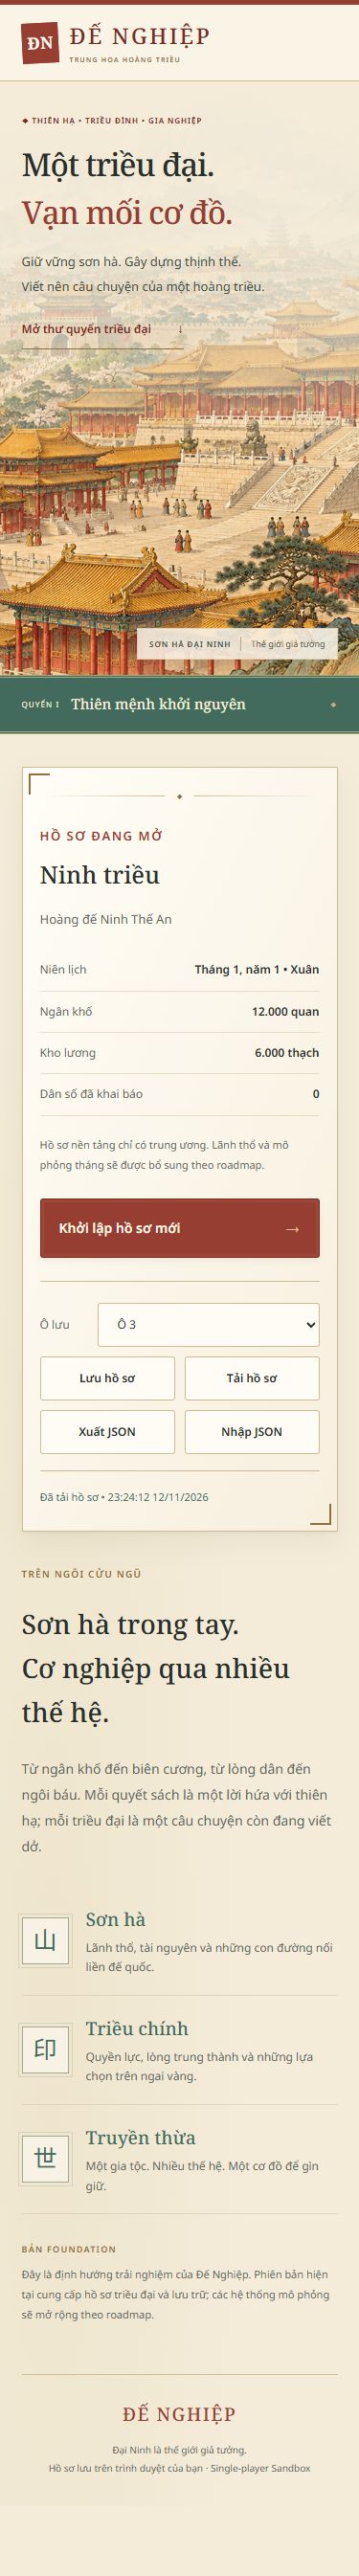 ĐN
ĐẾ NGHIỆP
TRUNG HOA HOÀNG TRIỀU
◆ THIÊN HẠ • TRIỀU ĐÌNH • GIA NGHIỆP
Một triều đại.
Vạn mối cơ đồ.
Giữ vững sơn hà. Gây dựng thịnh thế.
Viết nên câu chuyện của một hoàng triều.
Mở thư quyển triều đại ↓
SƠN HÀ ĐẠI NINH | Thế giới giả tưởng
QUYỂN I Thiên mệnh khởi nguyên
HỒ SƠ ĐANG MỞ
Ninh triều
Hoàng đế Ninh Thế An
Niên lịch Tháng 1, năm 1 • Xuân
Ngân khố 12.000 quan
Kho lương 6.000 thạch
Dân số đã khai báo 0
Hồ sơ nền tảng chỉ có trung ương. Lãnh thổ và mô
phỏng tháng sẽ được bổ sung theo roadmap.
Khởi lập hồ sơ mới →
Ô lưu Ô 3
Lưu hồ sơ Tải hồ sơ
Xuất JSON Nhập JSON
Đã tải hồ sơ • 23:24:12 12/11/2026
TRÊN NGÔI CỬU NGŨ
Sơn hà trong tay.
Cơ nghiệp qua nhiều
thế hệ.
Từ ngân khố đến biên cương, từ lòng dân đến
ngôi báu. Mỗi quyết sách là một lời hứa với thiên
hạ; mỗi triều đại là một câu chuyện còn đang viết
dở.
山
Sơn hà
Lãnh thổ, tài nguyên và những con đường nối
liền đế quốc.
印
Triều chính
Quyền lực, lòng trung thành và những lựa
chọn trên ngai vàng.
世
Truyền thừa
Một gia tộc. Nhiều thế hệ. Một cơ đồ để gìn
giữ.
BẢN FOUNDATION
Đây là định hướng trải nghiệm của Đế Nghiệp. Phiên bản hiện
tại cung cấp hồ sơ triều đại và lưu trữ; các hệ thống mô phỏng
sẽ mở rộng theo roadmap.
ĐẾ NGHIỆP
Đại Ninh là thế giới giả tưởng.
Hồ sơ lưu trên trình duyệt của bạn · Single-player Sandbox